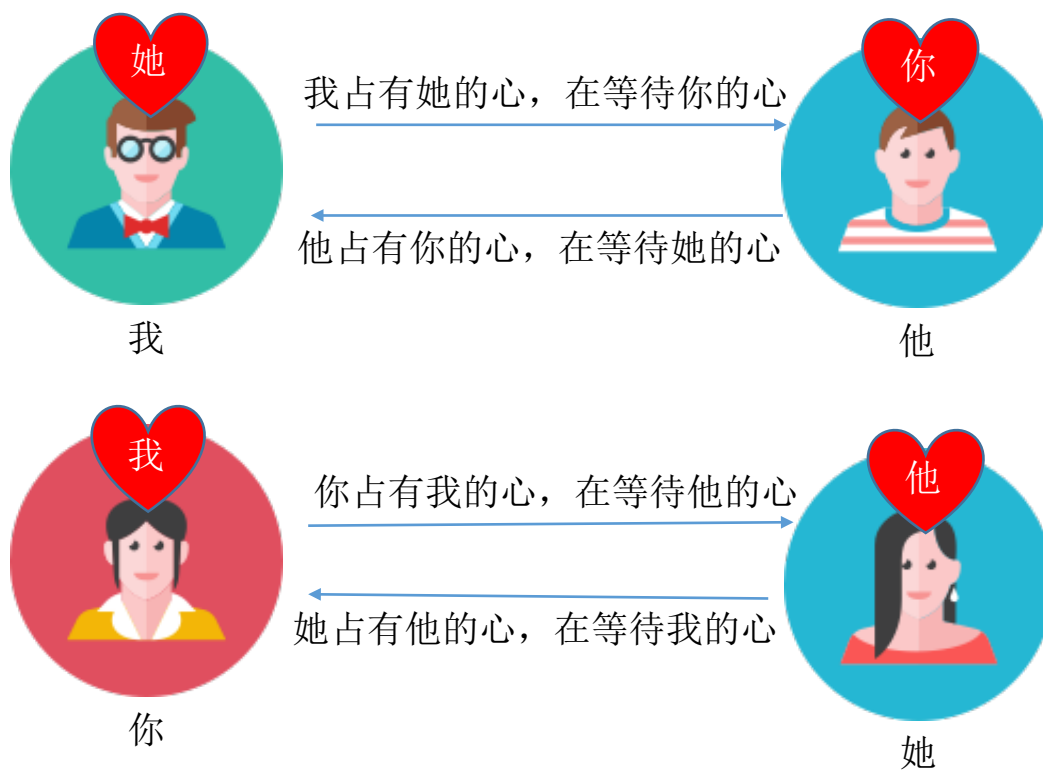 她
你
我占有她的心，在等待你的心
他占有你的心，在等待她的心
我
他
我
他
你占有我的心，在等待他的心
她占有他的心，在等待我的心
你
她